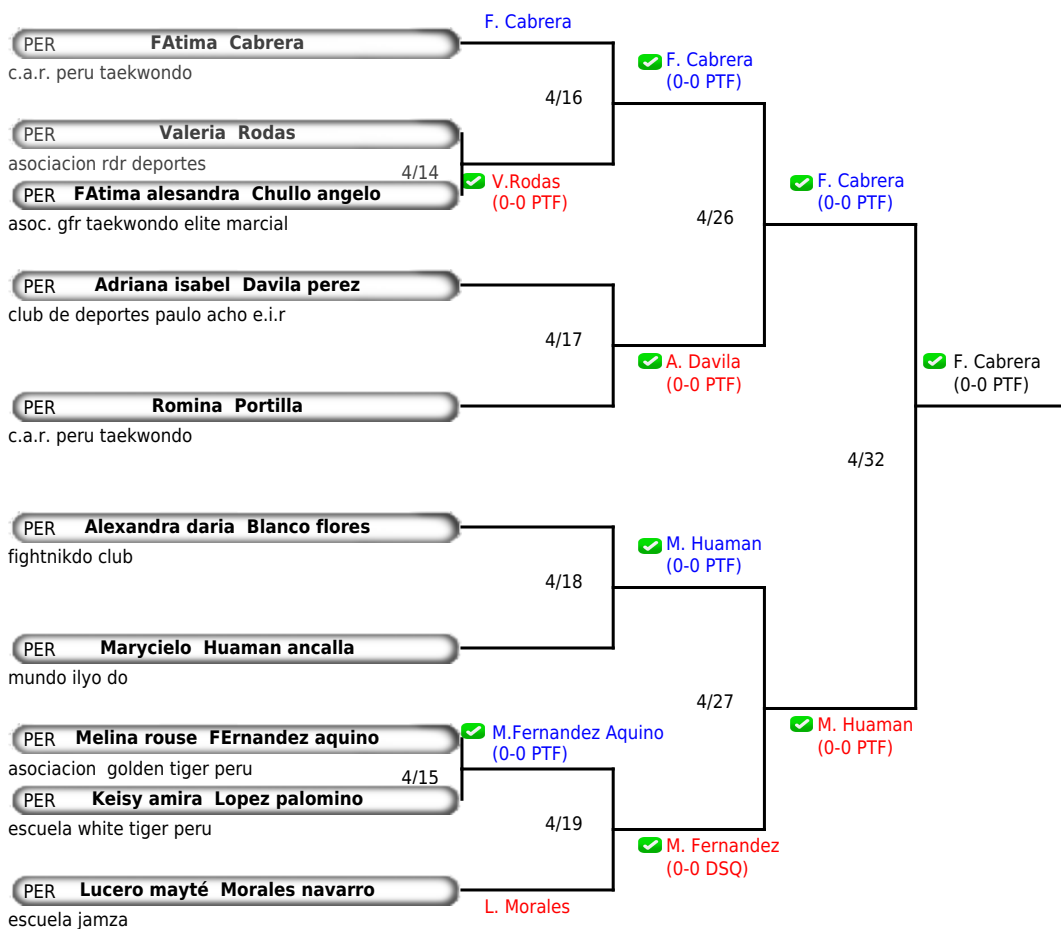 F. Cabrera
PER FAtima Cabrera
c.a.r. peru taekwondo
F. Cabrera
(0-0 PTF)
4/16
PER Valeria Rodas
asociacion rdr deportes
4/14
V.Rodas
(0-0 PTF)
PER FAtima alesandra Chullo angelo
asoc. gfr taekwondo elite marcial
F. Cabrera
(0-0 PTF)
4/26
PER Adriana isabel Davila perez
club de deportes paulo acho e.i.r
4/17
A. Davila
(0-0 PTF)
F. Cabrera
(0-0 PTF)
PER Romina Portilla
c.a.r. peru taekwondo
4/32
PER Alexandra daria Blanco flores
fightnikdo club
M. Huaman
(0-0 PTF)
4/18
PER Marycielo Huaman ancalla
mundo ilyo do
4/27
M. Huaman
(0-0 PTF)
PER Melina rouse FErnandez aquino
asociacion golden tiger peru
M.Fernandez Aquino
(0-0 PTF)
4/15
PER Keisy amira Lopez palomino
escuela white tiger peru
4/19
M. Fernandez
(0-0 DSQ)
PER Lucero mayté Morales navarro
escuela jamza
L. Morales